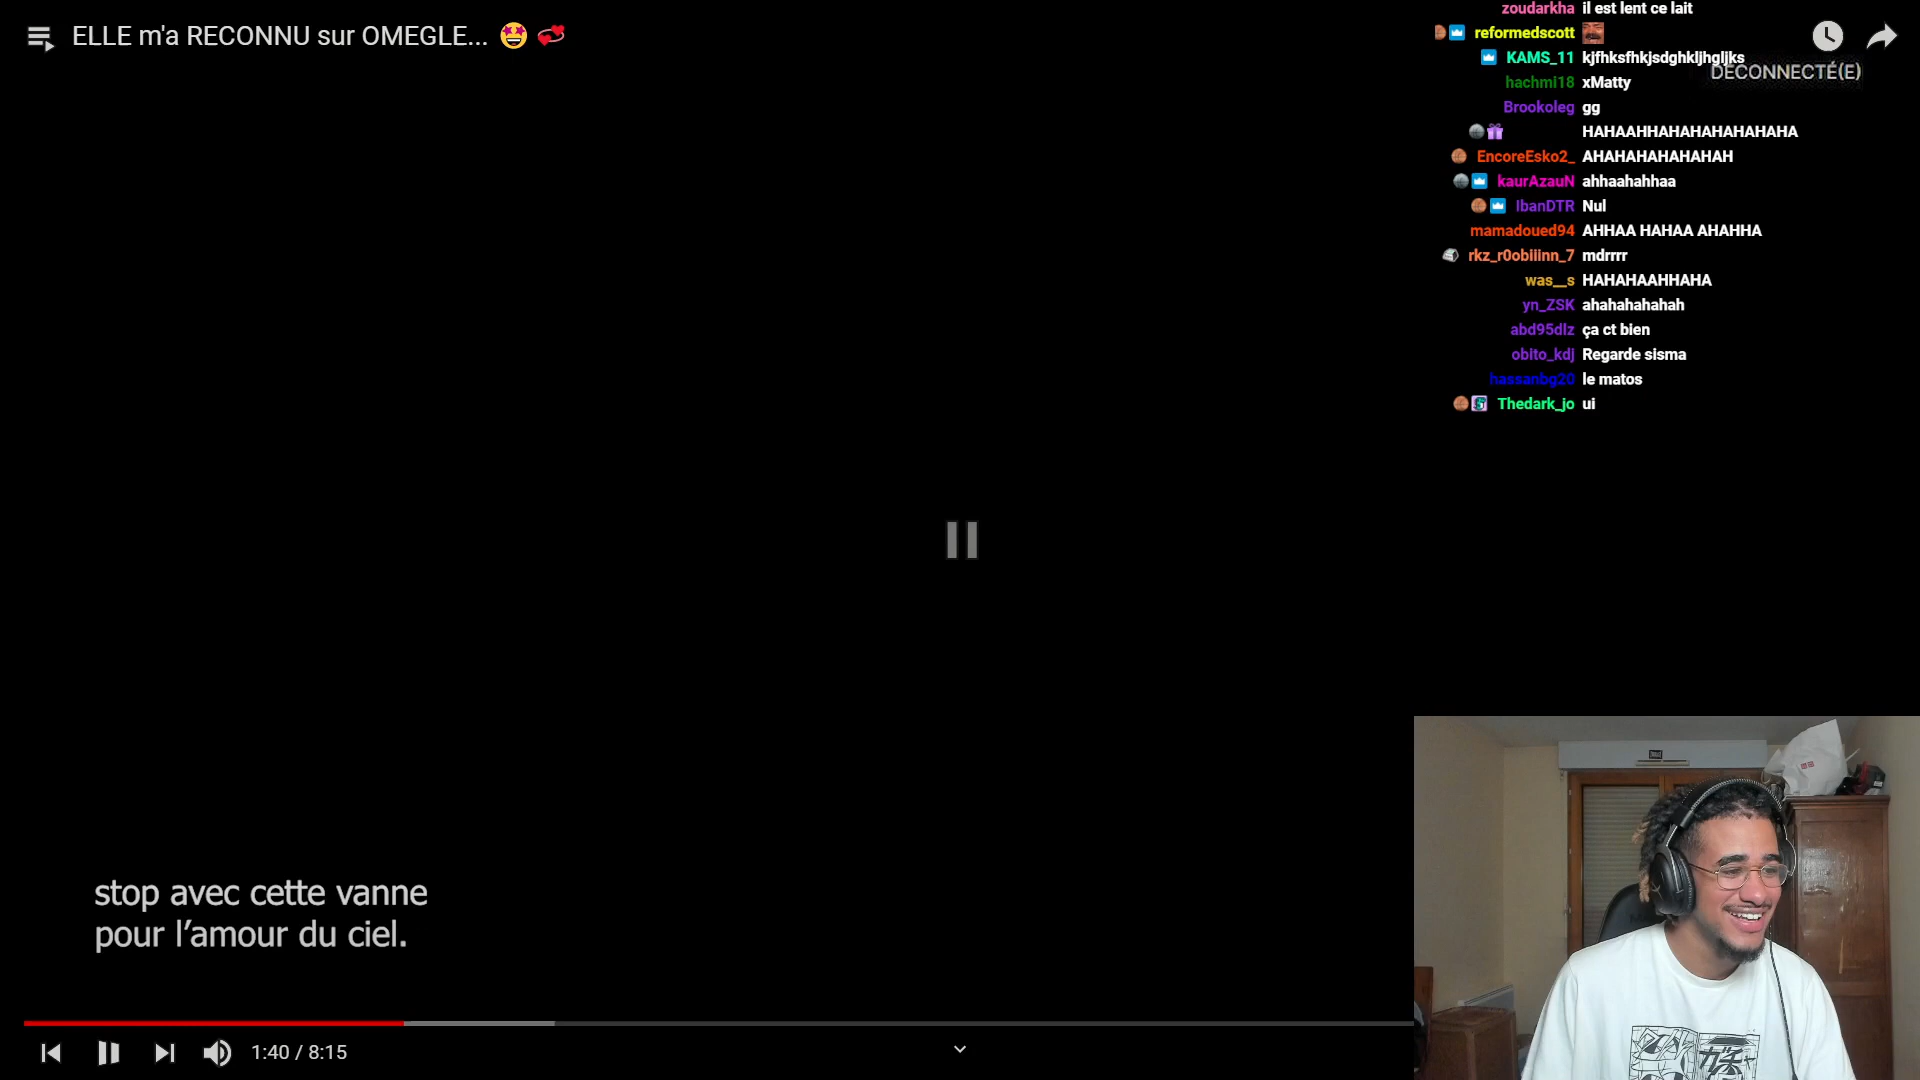 ELLE m'a RECONNU sur OMEGLE... 🤩 💞
zoudarkha il est lent ce lait
reformedscott
KAMS_11 kjfhksfhkjsdghkljhgljks
DÉCONNECTÉ(E)
hachmi18 xMatty
Brookoleg gg
HAHAAHHAHAHAHAHAHAHA
EncoreEsko2_ AHAHAHAHAHAHAH
kaurAzauN ahhaahahhaa
IbanDTR Nul
mamadoued94 AHHAA HAHAA AHAHHA
rkz_r0obiiinn_7 mdrrrr
was__s HAHAHAAHHAHA
yn_ZSK ahahahahahah
abd95dlz ça ct bien
obito_kdj Regarde sisma
hassanbg20 le matos
Thedark_jo ui
stop avec cette vanne
pour l’amour du ciel.
1:40 / 8:15